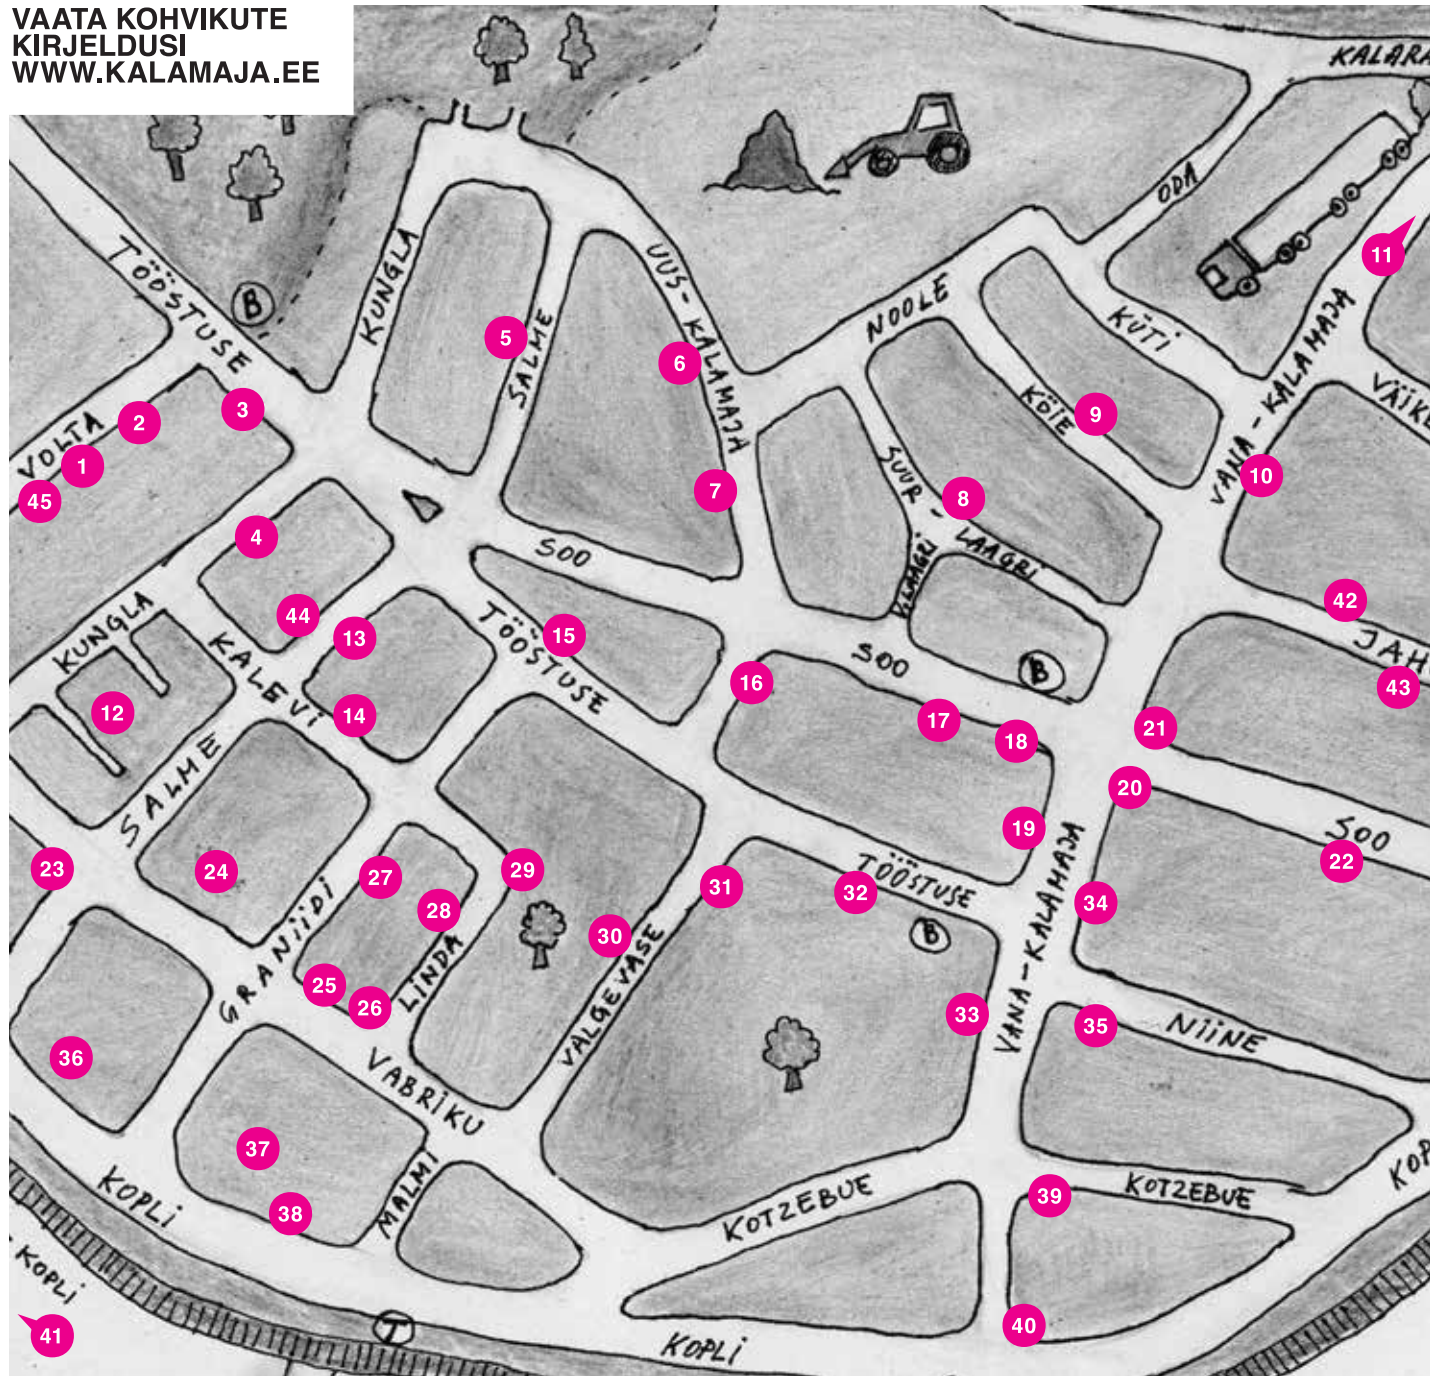 VAATA KOHVIKUTE
KIRJELDUSI
WWW.KALAMAJA.EE
KALARA
ODA
11
TÖÖSTUSE
B
KUNGLA
UUS-KALAMAJA
NOOLE
KÜTI
VANA-KALAMAJA
5
SALME
6
KÖIE
9
VÄIKE
VOLTA
1
2
3
45
7
SUUR-LAAGRI
8
10
4
SOO
V.LAAGRI
42
KUNGLA
44
KALEVI
13
TÖÖSTUSE
15
SOO
B
JAH
43
12
14
16
17
18
21
SALME
20
19
SOO
22
23
24
27
28
29
30
31
32
TÖÖSTUSE
VANA-KALAMAJA
34
GRANIIDI
25
26
LINDA
VALGEVASE
B
33
35
NIINE
36
VABRIKU
37
38
MALMI
KOPLI
KOTZEBUE
39
KOTZEBUE
KOP
KOPLI
41
T
KOPLI
40